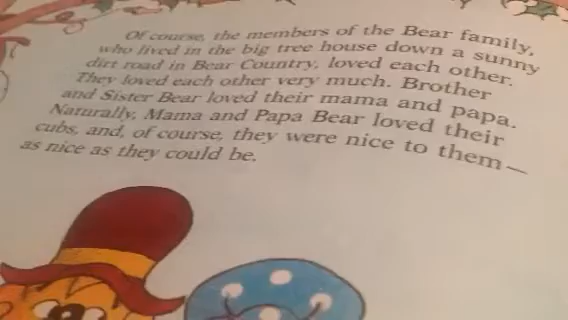 Of course, the members of the Bear family,
who lived in the big tree house down a sunny
dirt road in Bear Country, loved each other.
They loved each other very much. Brother
and Sister Bear loved their mama and papa.
Naturally, Mama and Papa Bear loved their
cubs, and, of course, they were nice to them—
as nice as they could be.